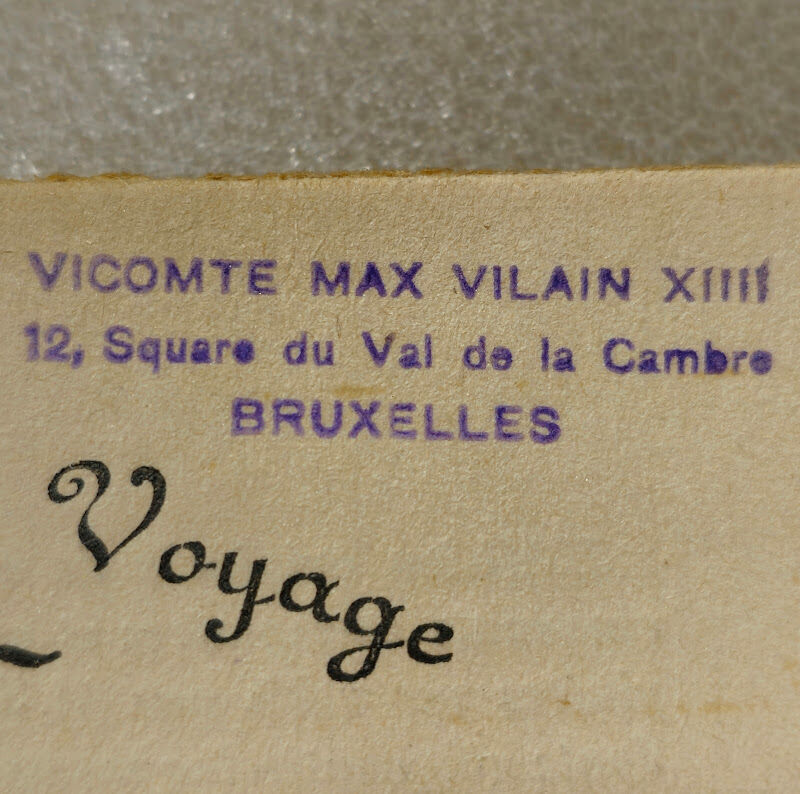 VICOMTE MAX VILAIN XIIII
12, Square du Val de la Cambre
BRUXELLES
Voyage